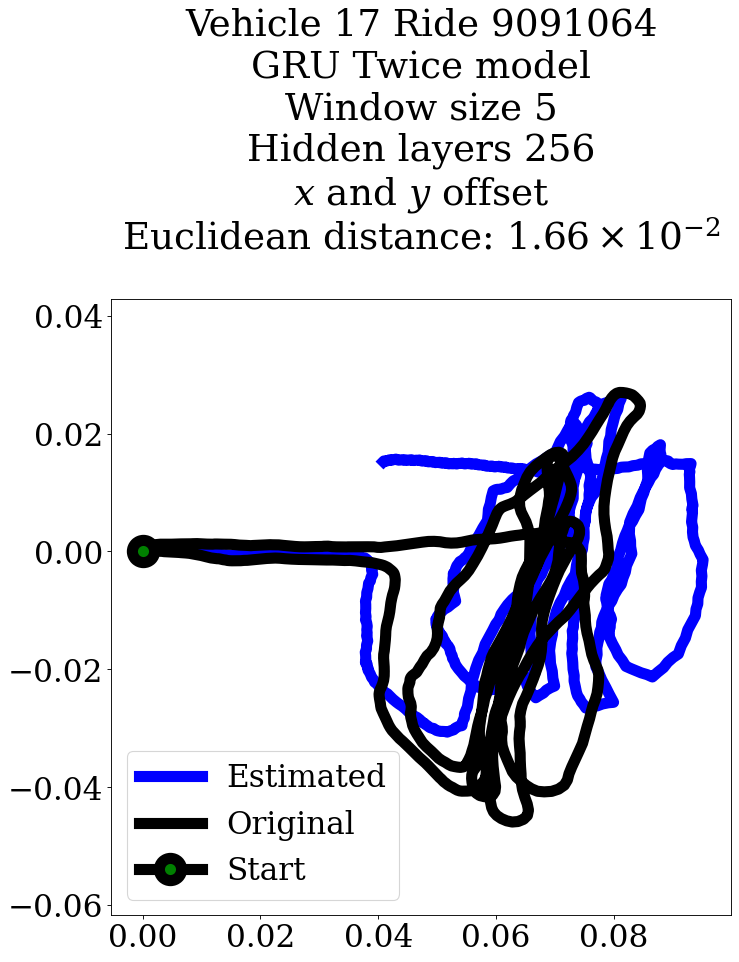 Vehicle 17 Ride 9091064
GRU Twice model
Window size 5
Hidden layers 256
x and y offset
Euclidean distance: 1.66 × 10⁻²
0.04
0.02
0.00
−0.02
−0.04
−0.06
Estimated
Original
Start
0.00 0.02 0.04 0.06 0.08